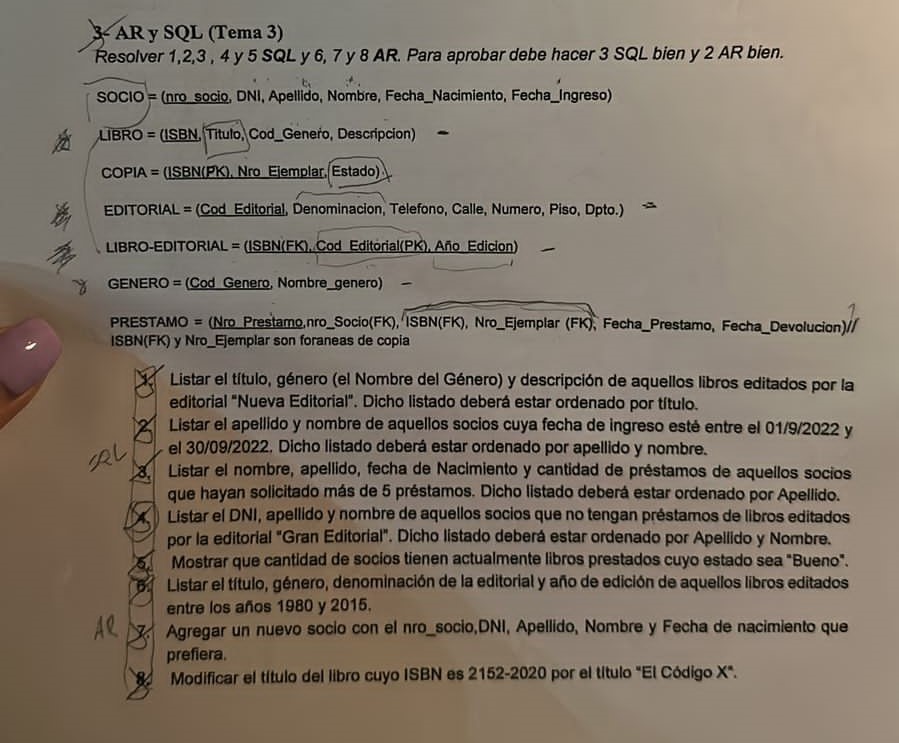 3- AR y SQL (Tema 3)
Resolver 1,2,3 , 4 y 5 SQL y 6, 7 y 8 AR. Para aprobar debe hacer 3 SQL bien y 2 AR bien.
SOCIO = (nro_socio, DNI, Apellido, Nombre, Fecha_Nacimiento, Fecha_Ingreso)
LIBRO = (ISBN, Titulo, Cod_Genero, Descripcion)
COPIA = (ISBN(PK), Nro_Ejemplar, Estado)
EDITORIAL = (Cod_Editorial, Denominacion, Telefono, Calle, Numero, Piso, Dpto.)
LIBRO-EDITORIAL = (ISBN(FK), Cod_Editorial(PK), Año_Edicion)
GENERO = (Cod_Genero, Nombre_genero)
PRESTAMO = (Nro_Prestamo,nro_Socio(FK), ISBN(FK), Nro_Ejemplar (FK), Fecha_Prestamo, Fecha_Devolucion)//
ISBN(FK) y Nro_Ejemplar son foraneas de copia
1. Listar el título, género (el Nombre del Género) y descripción de aquellos libros editados por la
editorial "Nueva Editorial". Dicho listado deberá estar ordenado por título.
2. Listar el apellido y nombre de aquellos socios cuya fecha de ingreso esté entre el 01/9/2022 y
el 30/09/2022. Dicho listado deberá estar ordenado por apellido y nombre.
SQL
3. Listar el nombre, apellido, fecha de Nacimiento y cantidad de préstamos de aquellos socios
que hayan solicitado más de 5 préstamos. Dicho listado deberá estar ordenado por Apellido.
4. Listar el DNI, apellido y nombre de aquellos socios que no tengan préstamos de libros editados
por la editorial "Gran Editorial". Dicho listado deberá estar ordenado por Apellido y Nombre.
5. Mostrar que cantidad de socios tienen actualmente libros prestados cuyo estado sea "Bueno".
6. Listar el título, género, denominación de la editorial y año de edición de aquellos libros editados
entre los años 1980 y 2015.
AR
7. Agregar un nuevo socio con el nro_socio,DNI, Apellido, Nombre y Fecha de nacimiento que
prefiera.
8. Modificar el título del libro cuyo ISBN es 2152-2020 por el título "El Código X".